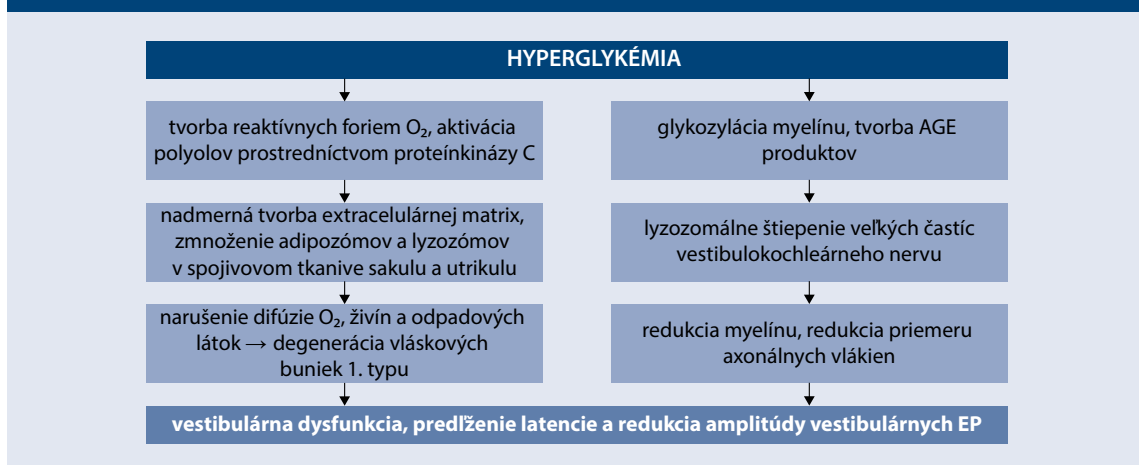 HYPERGLYKÉMIA
tvorba reaktívnych foriem O₂, aktivácia
polyolov prostredníctvom proteínkinázy C
nadmerná tvorba extracelulárnej matrix,
zmnoženie adipozómov a lyzozómov
v spojivovom tkanive sakulu a utrikulu
narušenie difúzie O₂, živín a odpadových
látok → degenerácia vláskových
buniek 1. typu
glykozylácia myelínu, tvorba AGE
produktov
lyzozomálne štiepenie veľkých častíc
vestibulokochleárneho nervu
redukcia myelínu, redukcia priemeru
axonálnych vlákien
vestibulárna dysfunkcia, predĺženie latencie a redukcia amplitúdy vestibulárnych EP